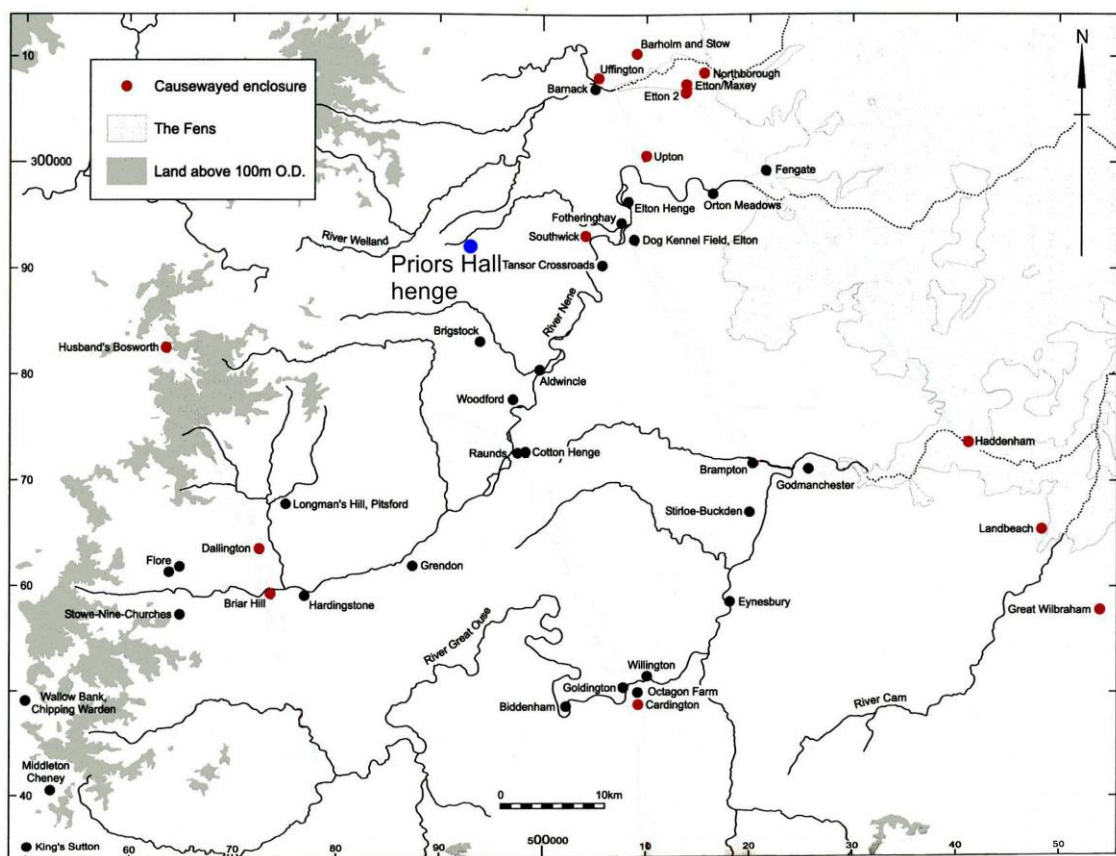 10
Barholm and Stow
N
Uffington
Northborough
Causewayed enclosure
Etton/Maxey
Barnack
Etton 2
The Fens
300000
Land above 100m O.D.
Upton
Fengate
Elton Henge
Orton Meadows
Fotheringhay
River Welland
Southwick
Dog Kennel Field, Elton
90
Priors Hall
henge
Tansor Crossroads
River Nene
Brigstock
Husband's Bosworth
80
Aldwincle
Woodford
Raunds
Cotton Henge
Haddenham
Brampton
Godmanchester
70
Longman's Hill, Pitsford
Stirloe-Buckden
Landbeach
Dallington
Flore
Grendon
60
Briar Hill
Hardingstone
Eynesbury
Stowe-Nine-Churches
Great Wilbraham
River Great Ouse
Willington
Goldington
Octagon Farm
Wallow Bank,
Chipping Warden
Biddenham
Cardington
River Cam
Middleton
Cheney
40
0
10km
King's Sutton
60
70
80
90
500000
10
20
30
40
50